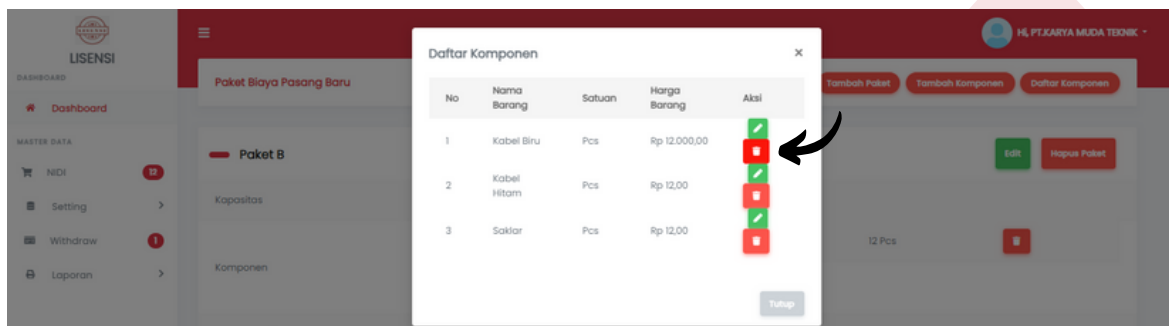 LISENSI
HI, PT.KARYA MUDA TEKNIK
DASHBOARD
Dashboard
MASTER DATA
NIDI 12
Setting
Withdraw 1
Laporan
Paket Biaya Pasang Baru
Tambah Paket Tambah Komponen Daftar Komponen
Paket B
Edit Hapus Paket
Kapasitas
Komponen
12 Pcs
Daftar Komponen ×
No Nama Barang Satuan Harga Barang Aksi
1 Kabel Biru Pcs Rp 12.000,00
2 Kabel Hitam Pcs Rp 12,00
3 Saklar Pcs Rp 12,00
Tutup